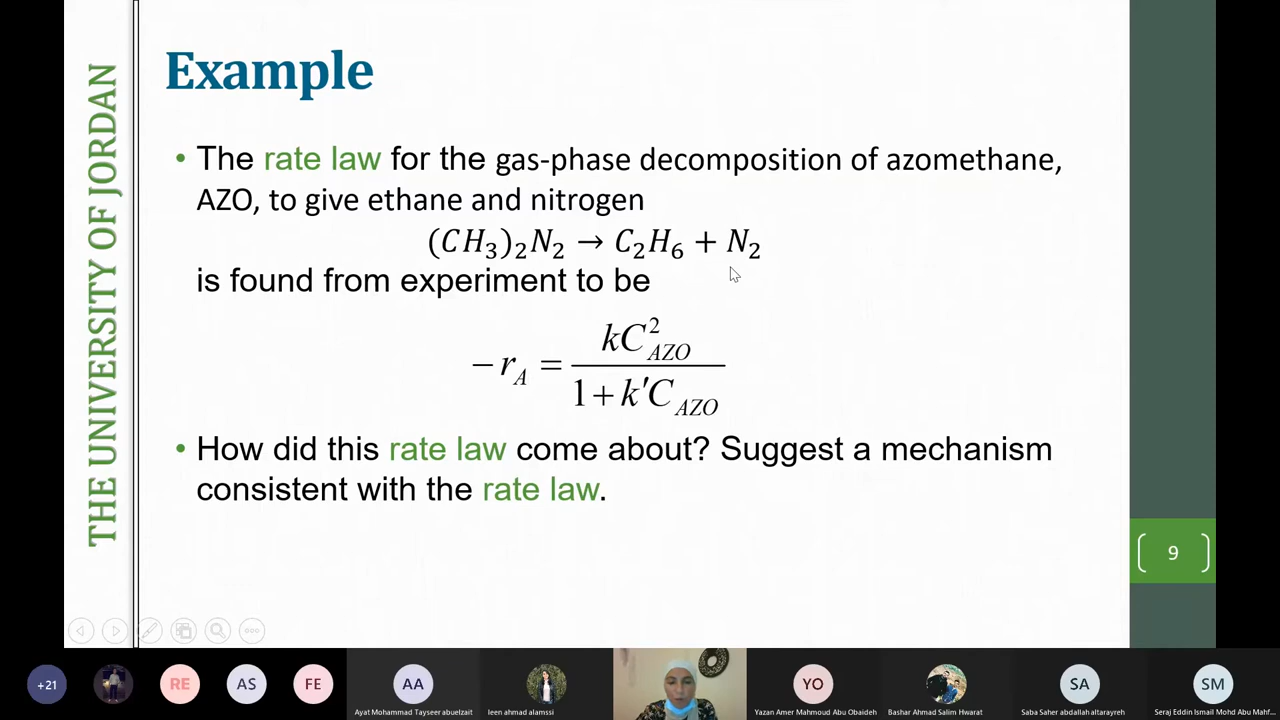 THE UNIVERSITY OF JORDAN
Example
• The rate law for the gas-phase decomposition of azomethane,
AZO, to give ethane and nitrogen
(CH₃)₂N₂ → C₂H₆ + N₂
is found from experiment to be
−r_A = kC²_AZO / 1 + k′C_AZO
• How did this rate law come about? Suggest a mechanism
consistent with the rate law.
9
+21
RE
AS
FE
AA
YO
SA
SM
Ayat Mohammad Tayseer abuelzait
leen ahmad alamssi
Yazan Amer Mahmoud Abu Obaideh
Bashar Ahmad Salim Hwarat
Saba Saher abdallah altarayreh
Seraj Eddin Ismail Mohd Abu Mahf...